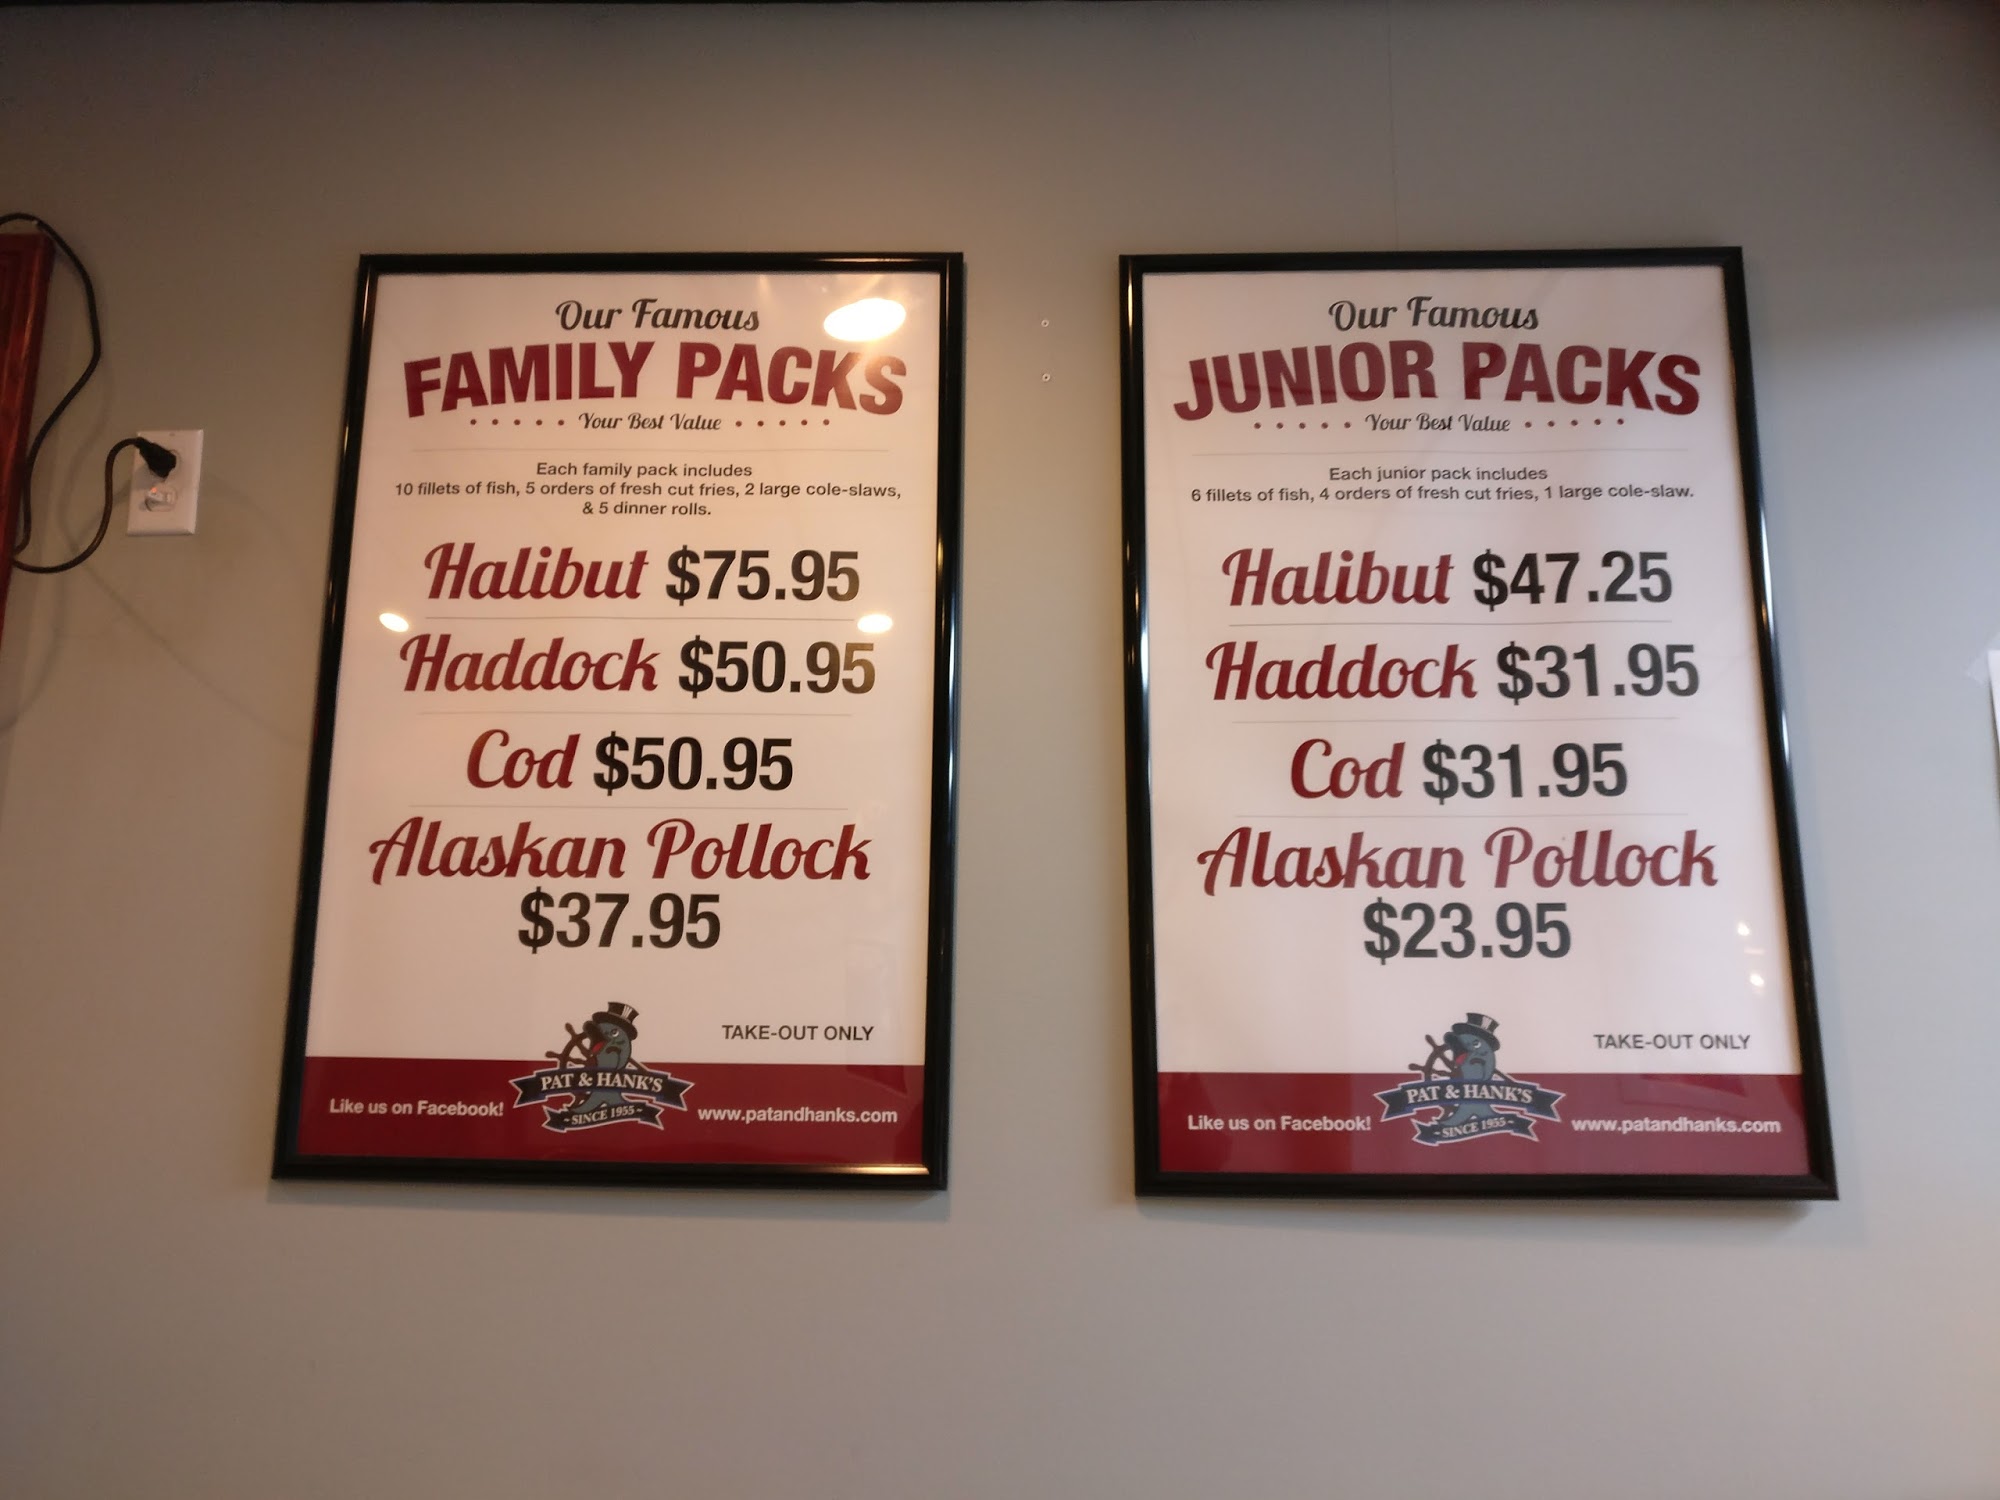 Our Famous
FAMILY PACKS
Your Best Value
Each family pack includes
10 fillets of fish, 5 orders of fresh cut fries, 2 large cole-slaws,
& 5 dinner rolls.
Halibut $75.95
Haddock $50.95
Cod $50.95
Alaskan Pollock
$37.95
TAKE-OUT ONLY
Like us on Facebook!
PAT & HANK'S
~SINCE 1955~
www.patandhanks.com
Our Famous
JUNIOR PACKS
Your Best Value
Each junior pack includes
6 fillets of fish, 4 orders of fresh cut fries, 1 large cole-slaw.
Halibut $47.25
Haddock $31.95
Cod $31.95
Alaskan Pollock
$23.95
TAKE-OUT ONLY
Like us on Facebook!
PAT & HANK'S
~SINCE 1955~
www.patandhanks.com